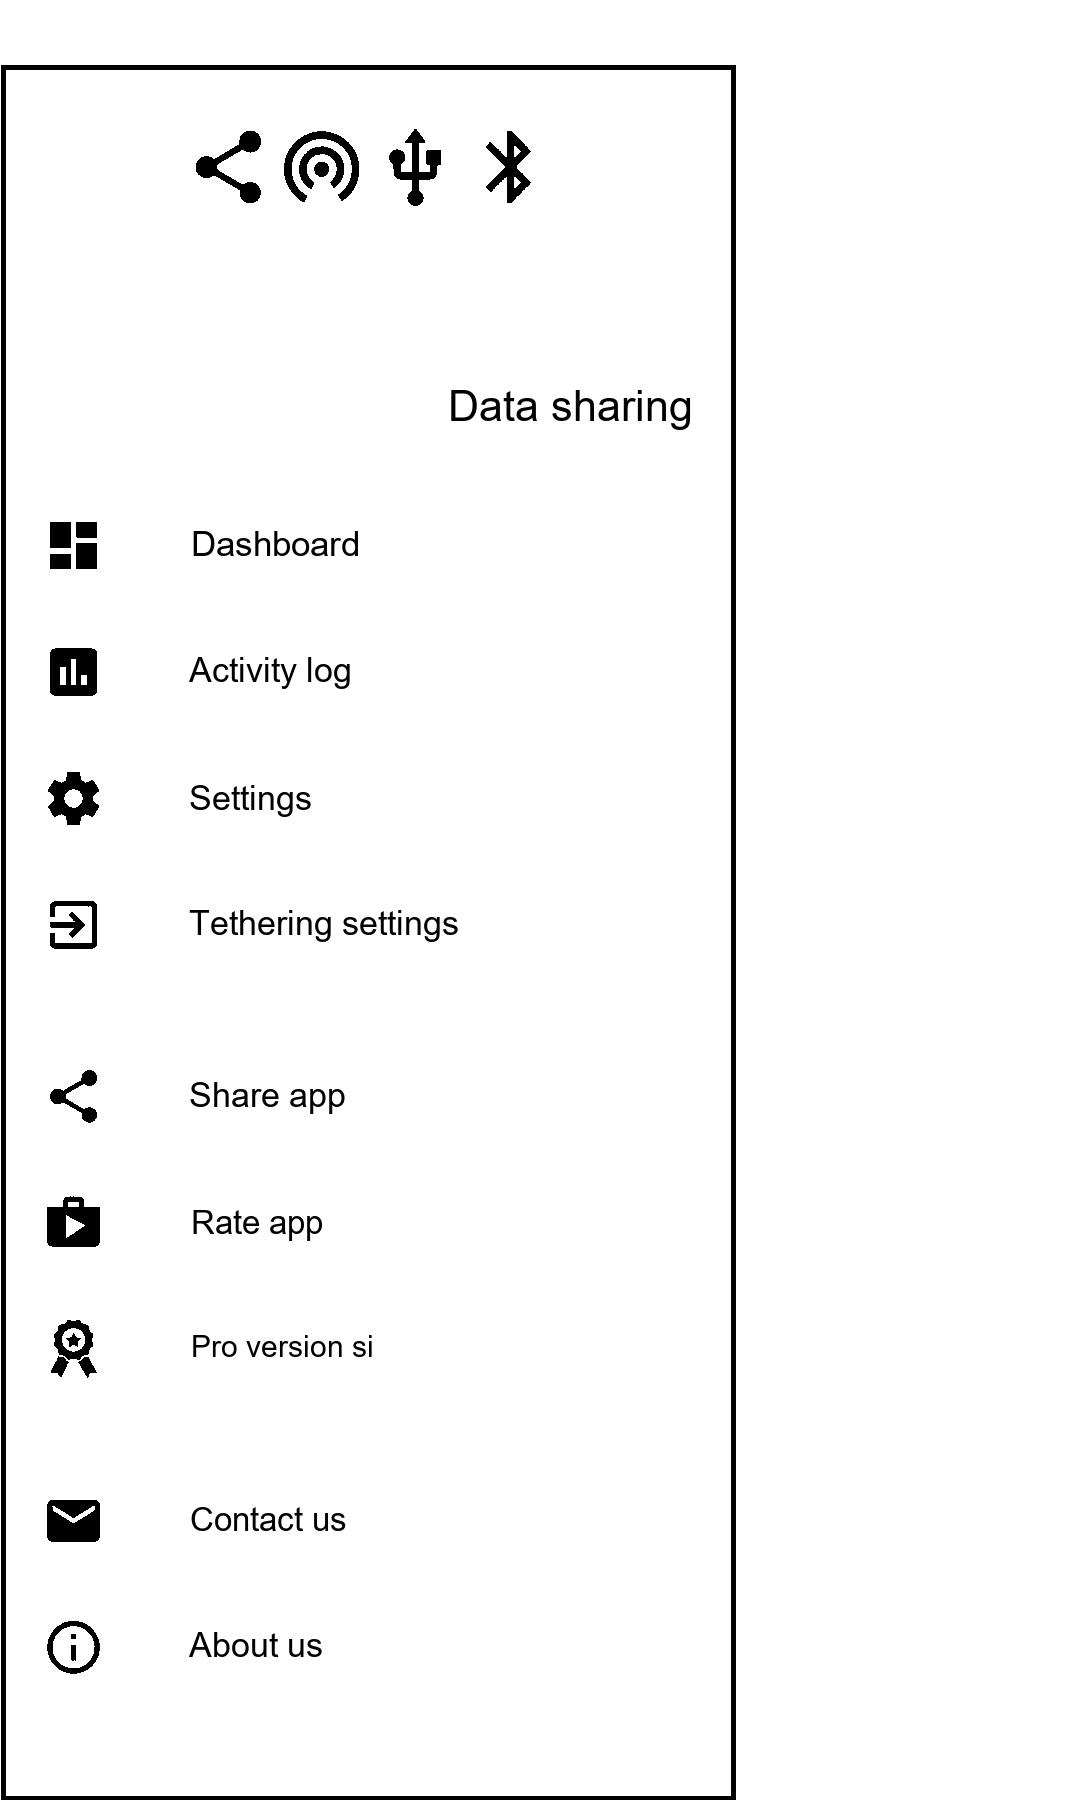 Data sharing
Dashboard
Activity log
Settings
Tethering settings
Share app
Rate app
Pro version si
Contact us
About us